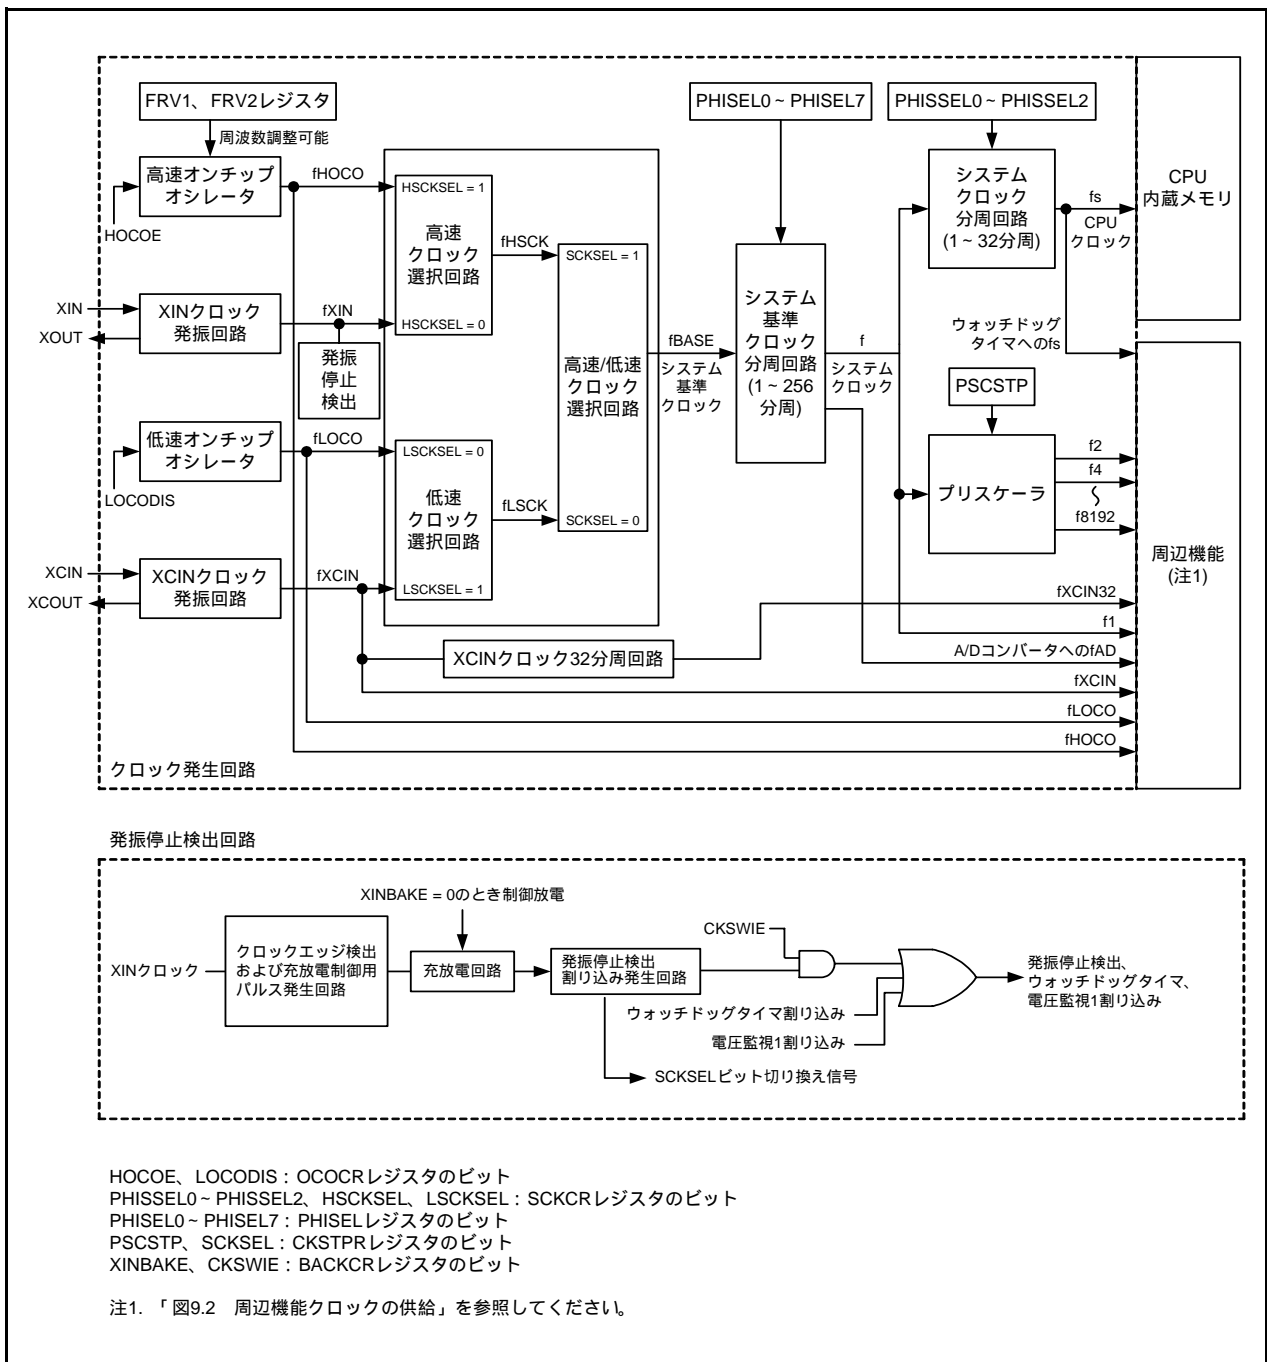 FRV1、FRV2レジスタ
周波数調整可能
高速オンチップ
オシレータ
HOCOE
fHOCO
XIN
XOUT
XINクロック
発振回路
fXIN
発振
停止
検出
低速オンチップ
オシレータ
LOCODIS
fLOCO
XCIN
XCOUT
XCINクロック
発振回路
fXCIN
HSCKSEL = 1
高速
クロック
選択回路
HSCKSEL = 0
fHSCK
LSCKSEL = 0
低速
クロック
選択回路
LSCKSEL = 1
fLSCK
SCKSEL = 1
高速/低速
クロック
選択回路
SCKSEL = 0
fBASE
システム
基準
クロック
PHISEL0 ~ PHISEL7
システム
基準
クロック
分周回路
(1 ~ 256
分周)
f
システム
クロック
PHISSEL0 ~ PHISSEL2
システム
クロック
分周回路
(1 ~ 32分周)
fs
CPU
クロック
CPU
内蔵メモリ
ウォッチドッグ
タイマへのfs
PSCSTP
プリスケーラ
f2
f4
f8192
周辺機能
(注1)
XCINクロック32分周回路
fXCIN32
f1
A/DコンバータへのfAD
fXCIN
fLOCO
fHOCO
クロック発生回路
発振停止検出回路
XINBAKE = 0のとき制御放電
XINクロック
クロックエッジ検出
および充放電制御用
パルス発生回路
充放電回路
発振停止検出
割り込み発生回路
CKSWIE
ウォッチドッグタイマ割り込み
電圧監視1割り込み
SCKSELビット切り換え信号
発振停止検出、
ウォッチドッグタイマ、
電圧監視1割り込み
HOCOE、LOCODIS : OCOCRレジスタのビット
PHISSEL0 ~ PHISSEL2、HSCKSEL、LSCKSEL : SCKCRレジスタのビット
PHISEL0 ~ PHISEL7 : PHISELレジスタのビット
PSCSTP、SCKSEL : CKSTPRレジスタのビット
XINBAKE、CKSWIE : BACKCRレジスタのビット
注1. 「図9.2 周辺機能クロックの供給」を参照してください。